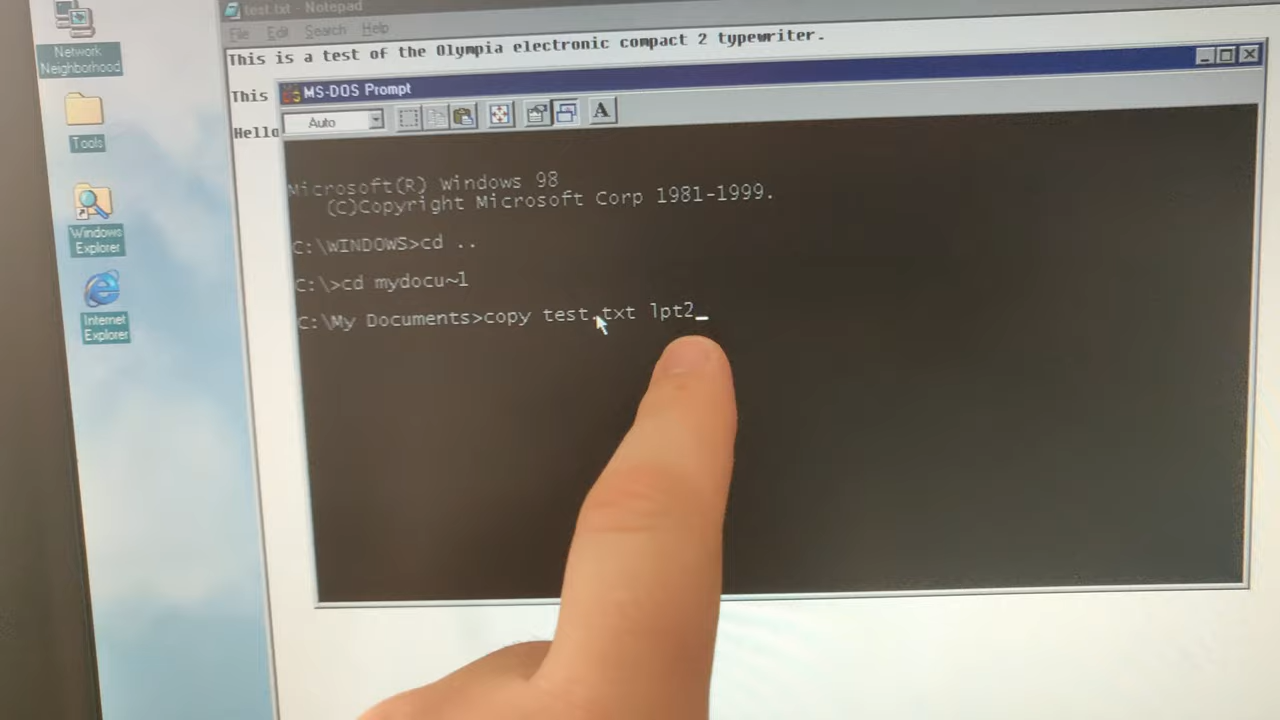 test.txt - Notepad
File Edit Search Help
This is a test of the Olympia electronic compact 2 typewriter.
This
Hello
MS-DOS Prompt
Auto
A
Microsoft(R) Windows 98
(C)Copyright Microsoft Corp 1981-1999.
C:\WINDOWS>cd ..
C:\>cd mydocu~1
C:\My Documents>copy test.txt lpt2_
Network
Neighborhood
Tools
Windows
Explorer
Internet
Explorer